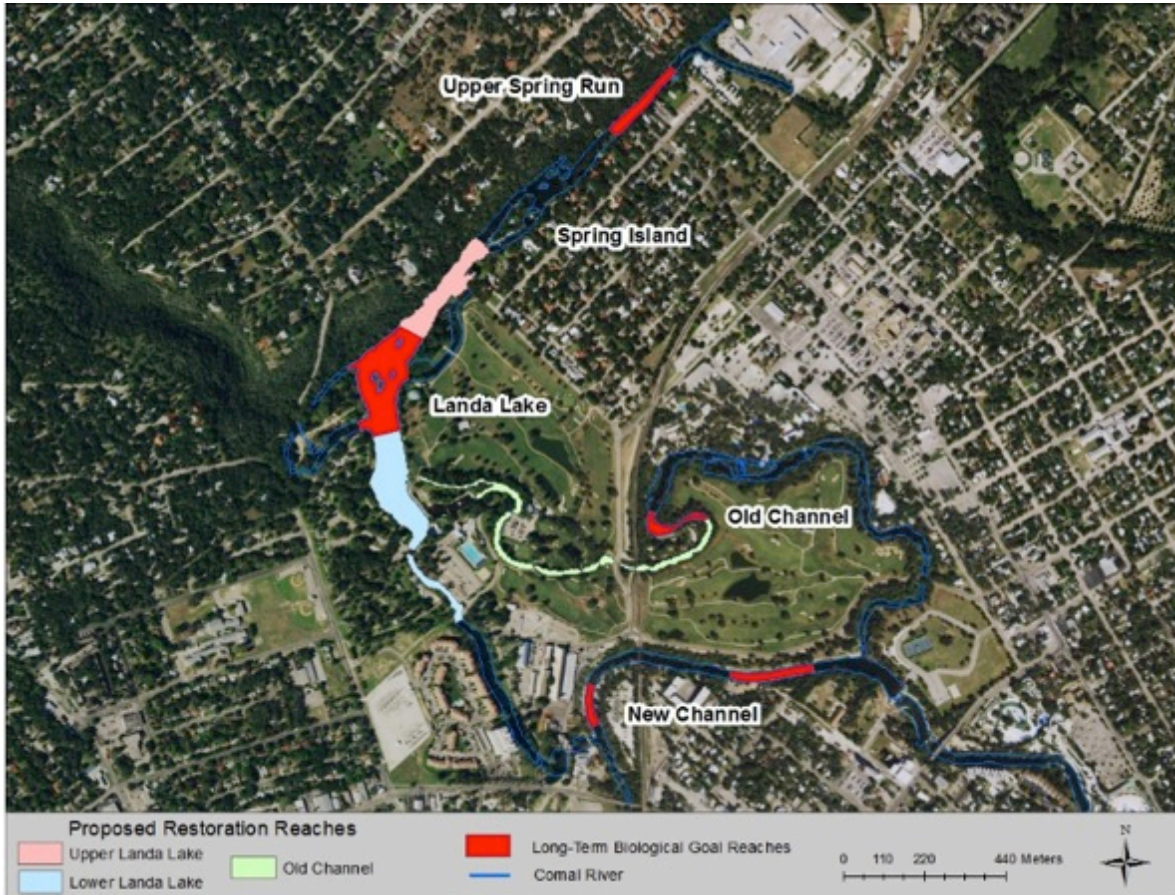 Upper Spring Run
Spring Island
Landa Lake
Old Channel
New Channel
Proposed Restoration Reaches
Upper Landa Lake
Lower Landa Lake
Old Channel
Long-Term Biological Goal Reaches
Comal River
0 110 220 440 Meters
N